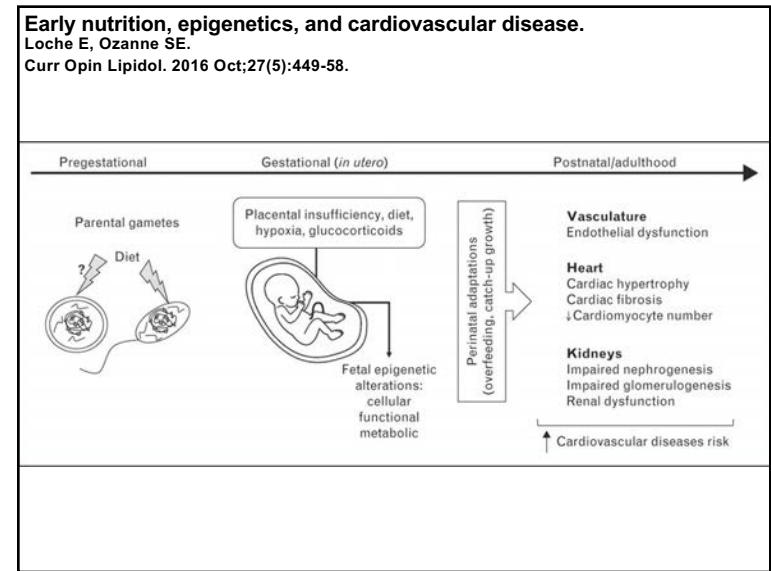 Early nutrition, epigenetics, and cardiovascular disease.
Loche E, Ozanne SE.
Curr Opin Lipidol. 2016 Oct;27(5):449-58.
Pregestational
Gestational (in utero)
Postnatal/adulthood
Parental gametes
Diet
?
Placental insufficiency, diet,
hypoxia, glucocorticoids
Fetal epigenetic
alterations:
cellular
functional
metabolic
Perinatal adaptations
(overfeeding, catch-up growth)
Vasculature
Endothelial dysfunction
Heart
Cardiac hypertrophy
Cardiac fibrosis
↓Cardiomyocyte number
Kidneys
Impaired nephrogenesis
Impaired glomerulogenesis
Renal dysfunction
↑ Cardiovascular diseases risk